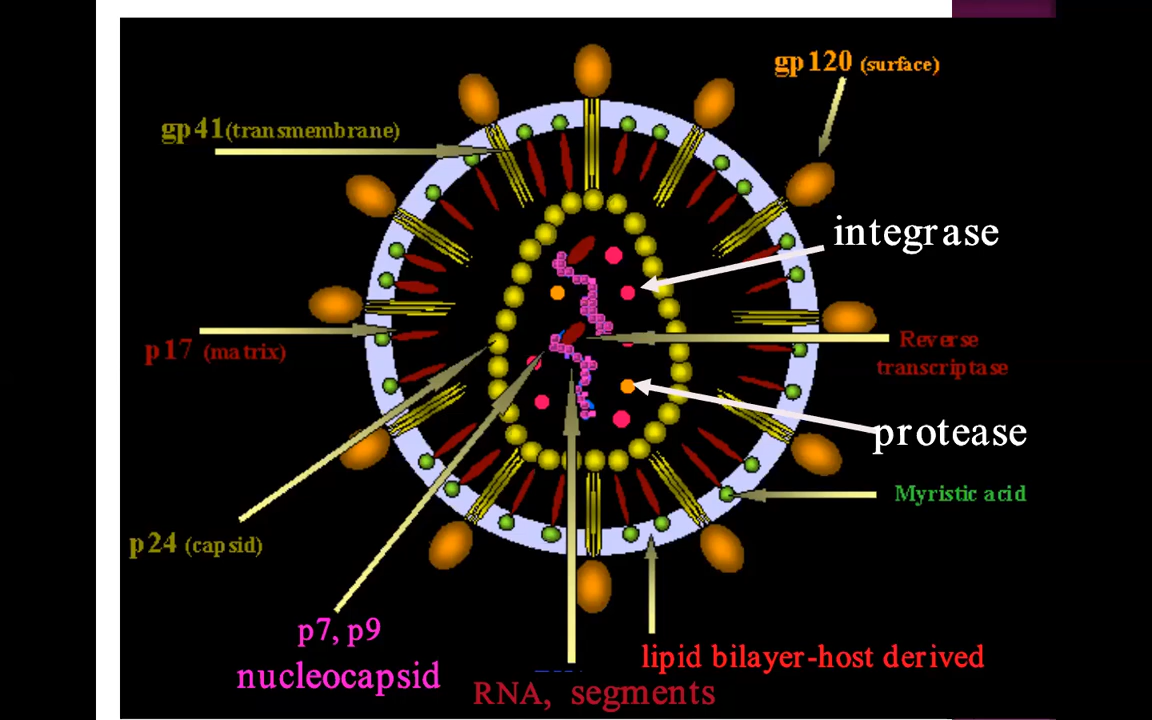 gp120 (surface)
gp41(transmembrane)
integrase
Reverse
transcriptase
p17 (matrix)
protease
Myristic acid
p24 (capsid)
p7, p9
nucleocapsid
lipid bilayer-host derived
RNA, segments